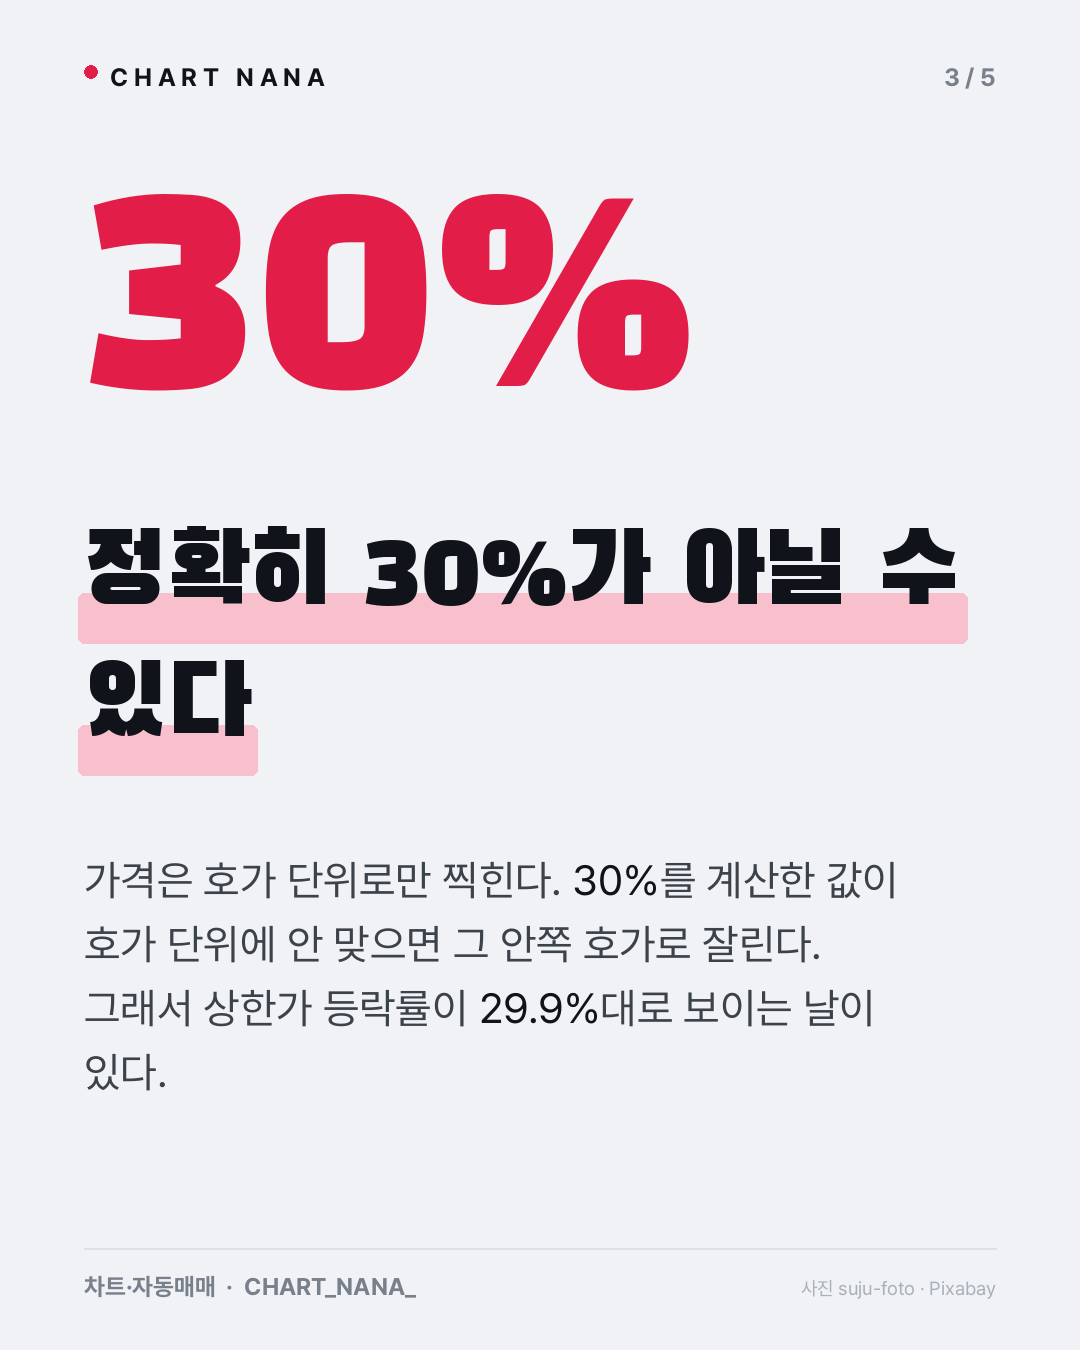 CHART NANA
3 / 5
30%
정확히 30%가 아닐 수
있다
가격은 호가 단위로만 찍힌다. 30%를 계산한 값이
호가 단위에 안 맞으면 그 안쪽 호가로 잘린다.
그래서 상한가 등락률이 29.9%대로 보이는 날이
있다.
차트·자동매매 · CHART_NANA_
사진 suju-foto · Pixabay